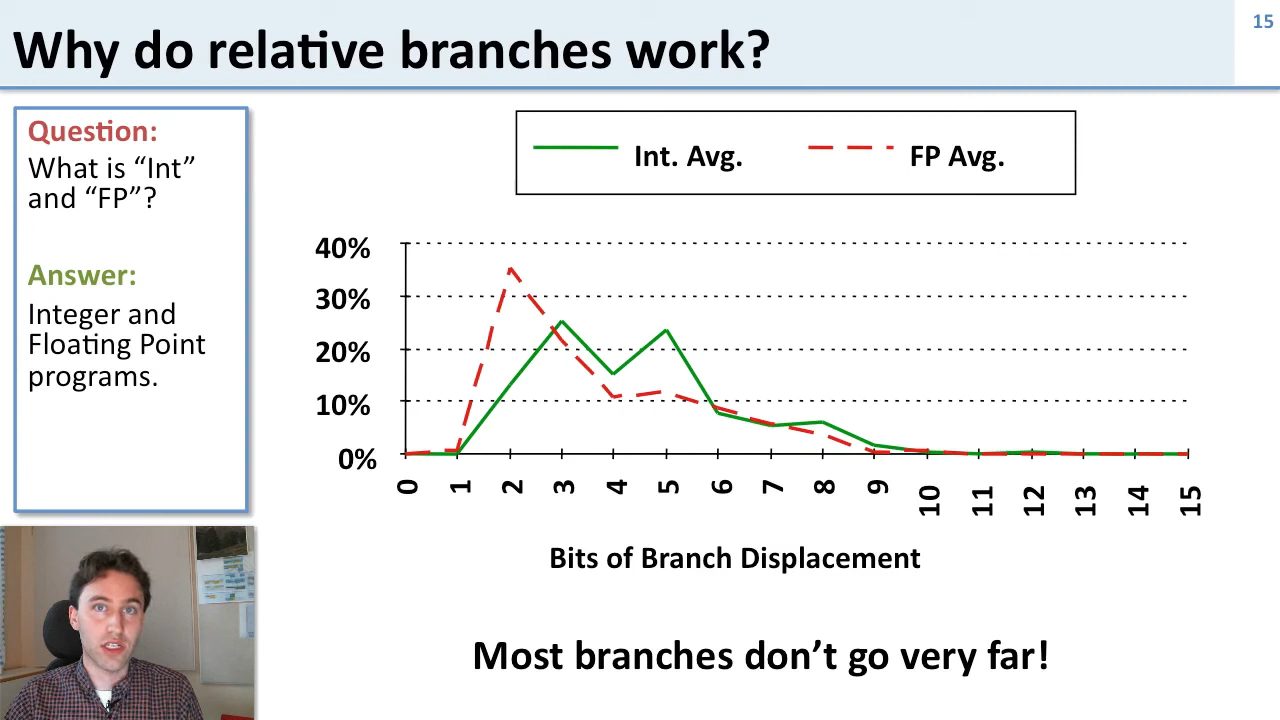 Why do relative branches work?
15
Question:
What is “Int”
and “FP”?
Answer:
Integer and
Floating Point
programs.
Int. Avg.
FP Avg.
40%
30%
20%
10%
0%
0 1 2 3 4 5 6 7 8 9 10 11 12 13 14 15
Bits of Branch Displacement
Most branches don’t go very far!